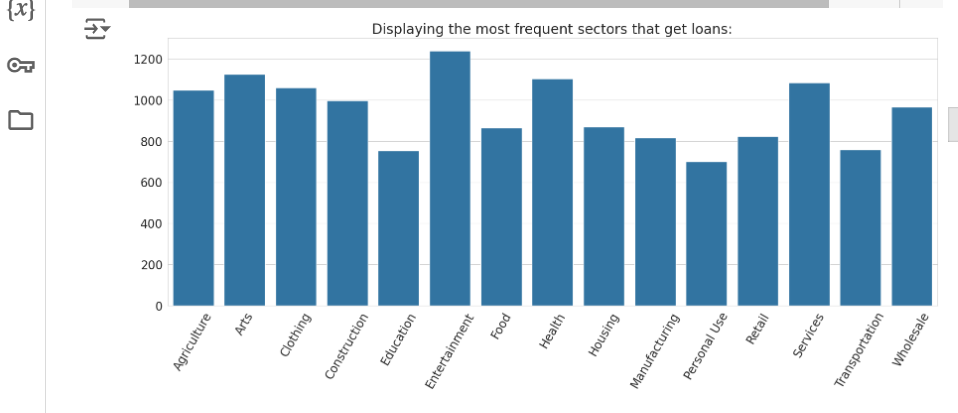 {x}
Displaying the most frequent sectors that get loans:
1200
1000
800
600
400
200
0
Agriculture
Arts
Clothing
Construction
Education
Entertainment
Food
Health
Housing
Manufacturing
Personal Use
Retail
Services
Transportation
Wholesale